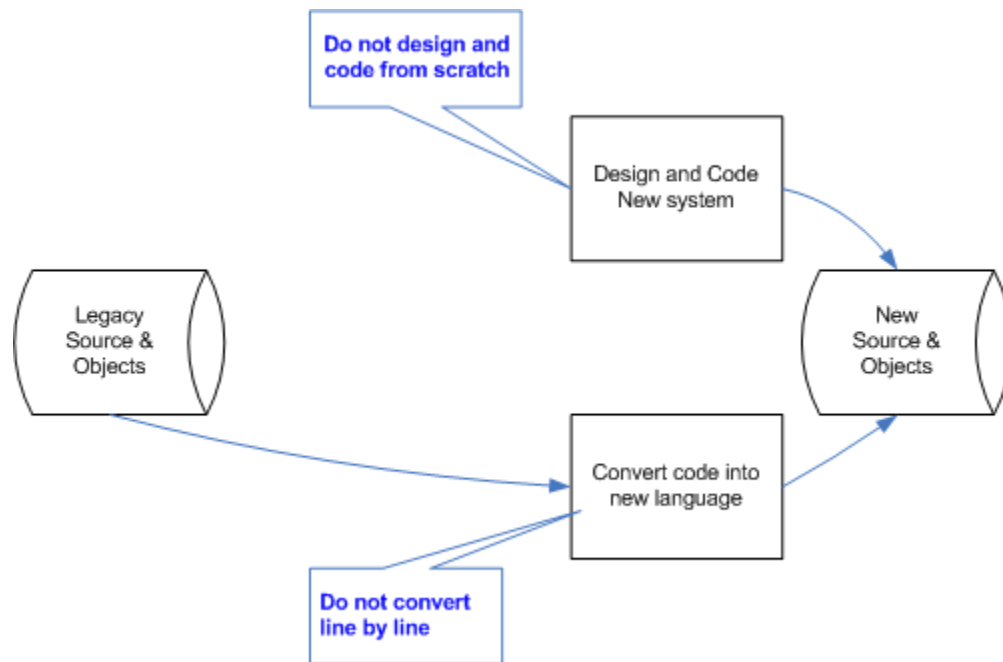 Do not design and
code from scratch
Design and Code
New system
Legacy
Source &
Objects
New
Source &
Objects
Convert code into
new language
Do not convert
line by line